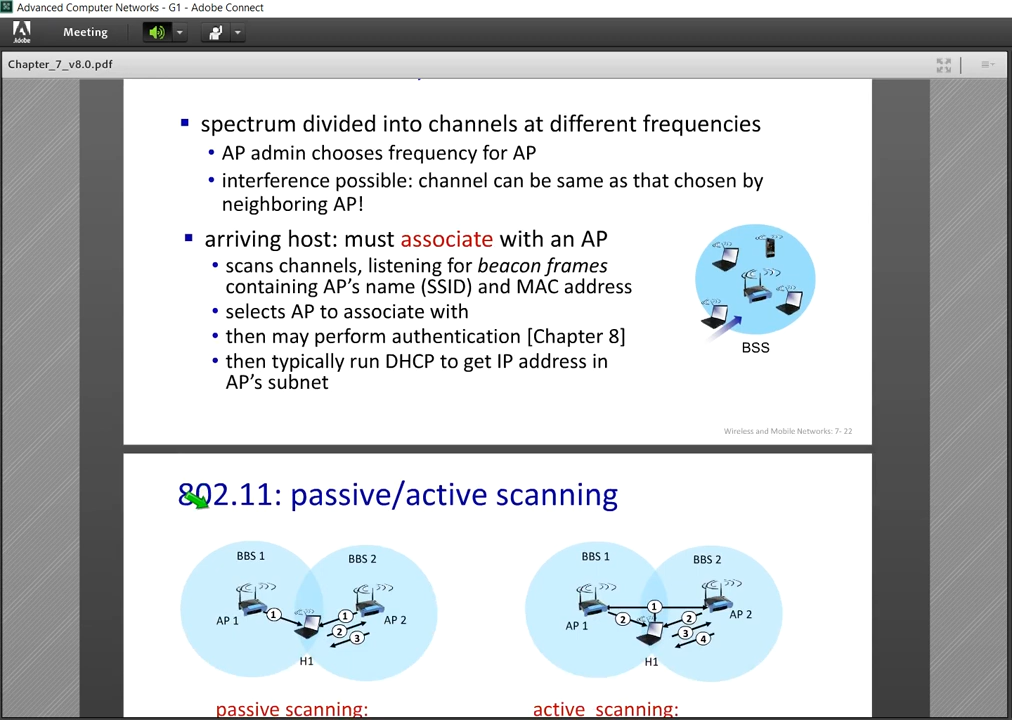 Advanced Computer Networks - G1 - Adobe Connect
Adobe
Meeting
Chapter_7_v8.0.pdf
▪ spectrum divided into channels at different frequencies
• AP admin chooses frequency for AP
• interference possible: channel can be same as that chosen by
neighboring AP!
▪ arriving host: must associate with an AP
• scans channels, listening for beacon frames
containing AP’s name (SSID) and MAC address
• selects AP to associate with
• then may perform authentication [Chapter 8]
• then typically run DHCP to get IP address in
AP’s subnet
BSS
Wireless and Mobile Networks: 7- 22
802.11: passive/active scanning
BBS 1
BBS 2
AP 1
1
1
2
3
AP 2
H1
BBS 1
BBS 2
AP 1
1
2
2
3
4
AP 2
H1
passive scanning:
active scanning: